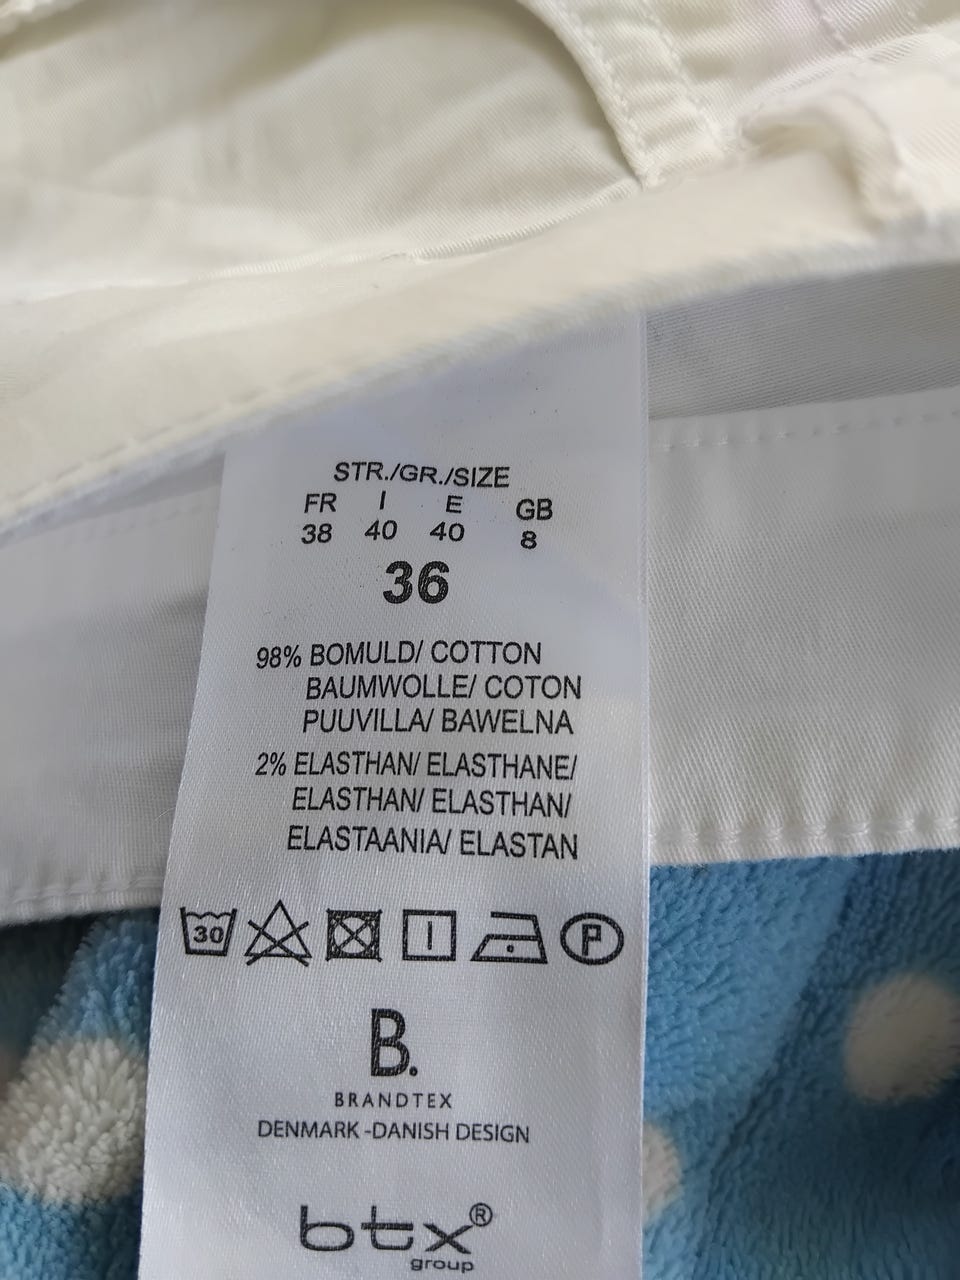 STR./GR./SIZE
FR I E GB
38 40 40 8
36
98% BOMULD/ COTTON
BAUMWOLLE/ COTON
PUUVILLA/ BAWELNA
2% ELASTHAN/ ELASTHANE/
ELASTHAN/ ELASTHAN/
ELASTAANIA/ ELASTAN
30 P
B.
BRANDTEX
DENMARK -DANISH DESIGN
btx®
group